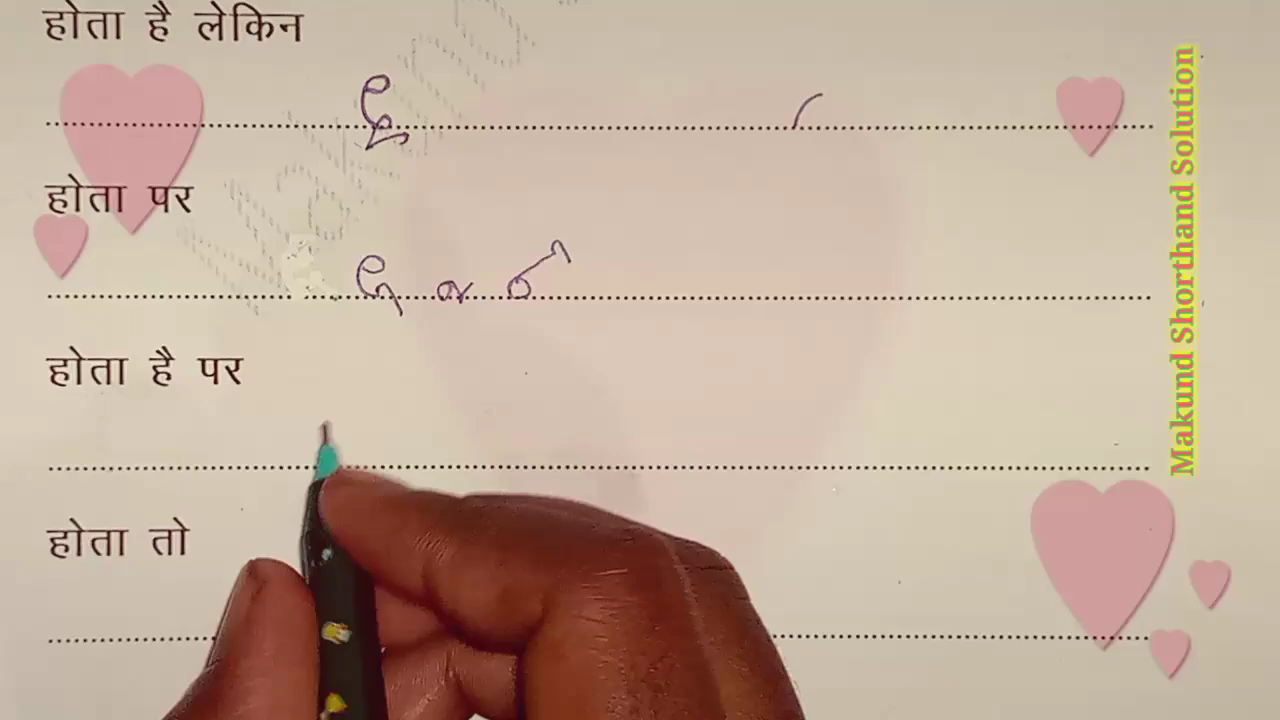 होता है लेकिन
होता पर
होता है पर
होता तो
Makund Shorthand Solution